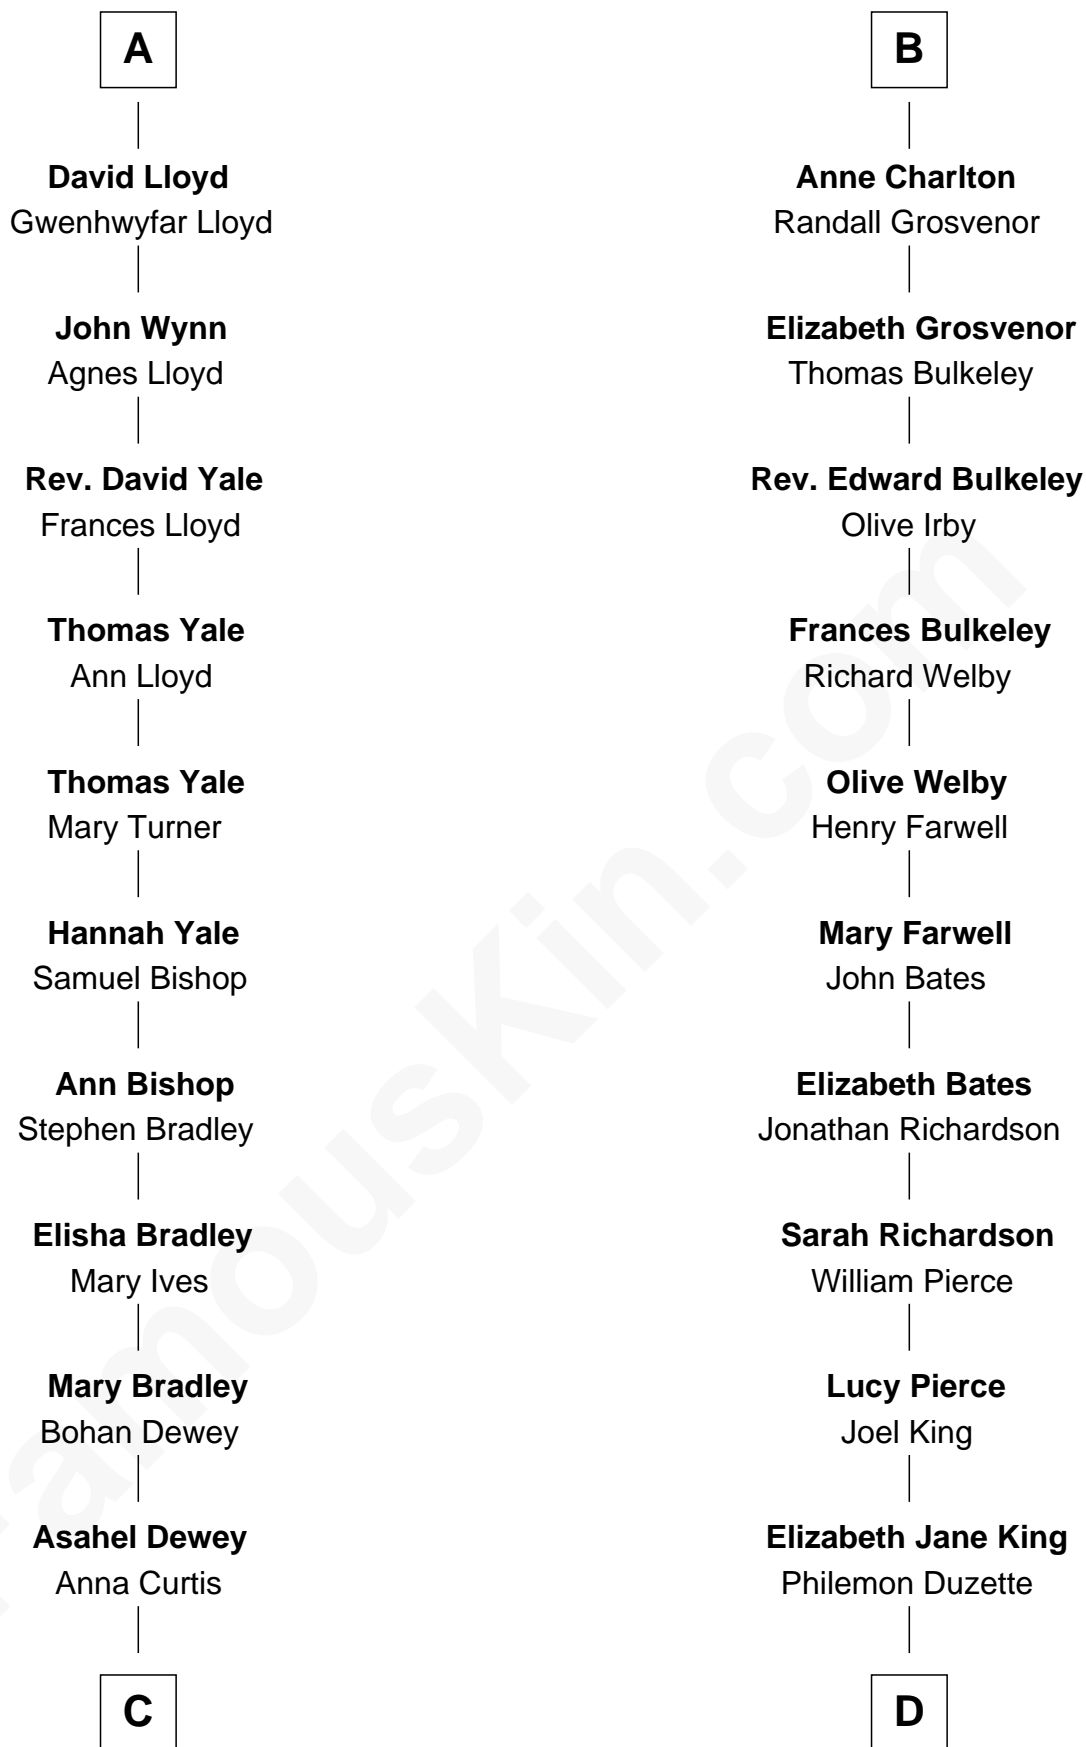 A
David Lloyd
Gwenhwyfar Lloyd
John Wynn
Agnes Lloyd
Rev. David Yale
Frances Lloyd
Thomas Yale
Ann Lloyd
Thomas Yale
Mary Turner
Hannah Yale
Samuel Bishop
Ann Bishop
Stephen Bradley
Elisha Bradley
Mary Ives
Mary Bradley
Bohan Dewey
Asahel Dewey
Anna Curtis
C
B
Anne Charlton
Randall Grosvenor
Elizabeth Grosvenor
Thomas Bulkeley
Rev. Edward Bulkeley
Olive Irby
Frances Bulkeley
Richard Welby
Olive Welby
Henry Farwell
Mary Farwell
John Bates
Elizabeth Bates
Jonathan Richardson
Sarah Richardson
William Pierce
Lucy Pierce
Joel King
Elizabeth Jane King
Philemon Duzette
D
FamousKin.com